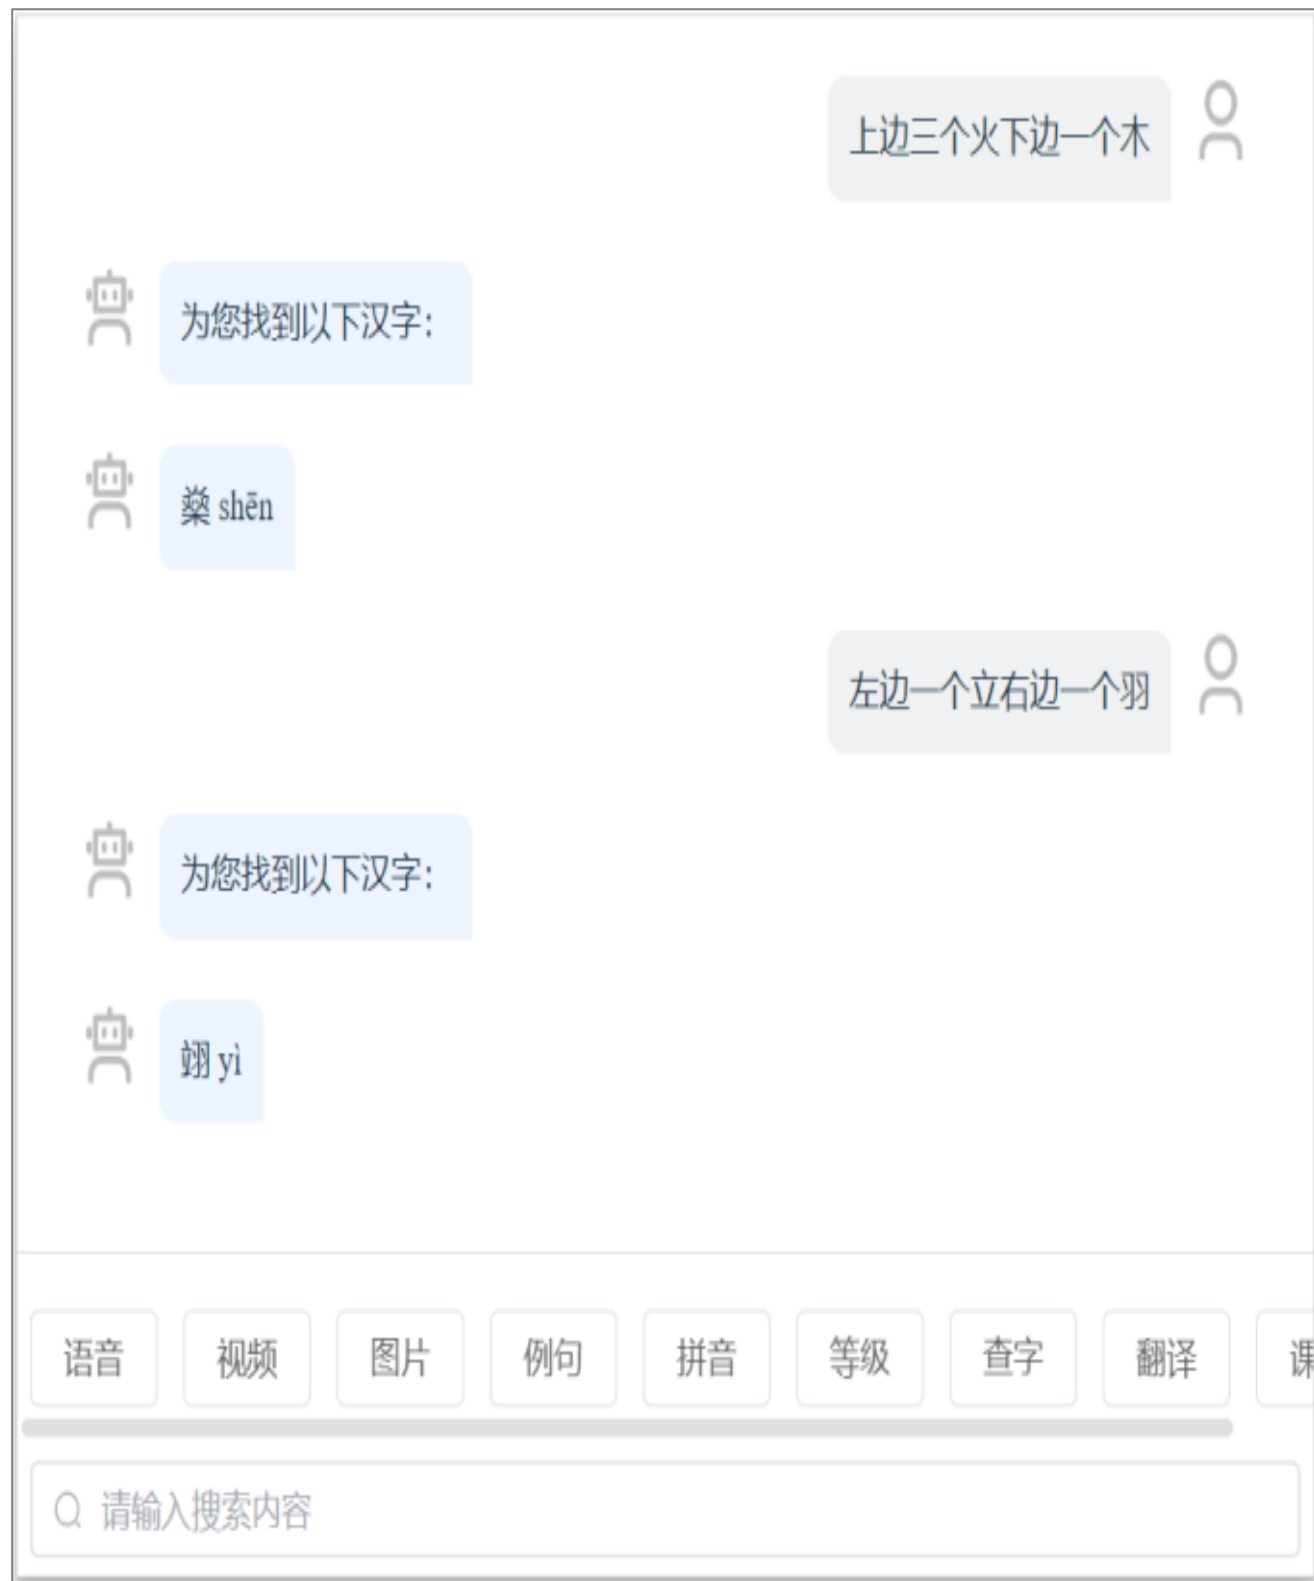 上边三个火下边一个木
为您找到以下汉字：
燊 shēn
左边一个立右边一个羽
为您找到以下汉字：
翊 yì
语音 视频 图片 例句 拼音 等级 查字 翻译 课
请输入搜索内容